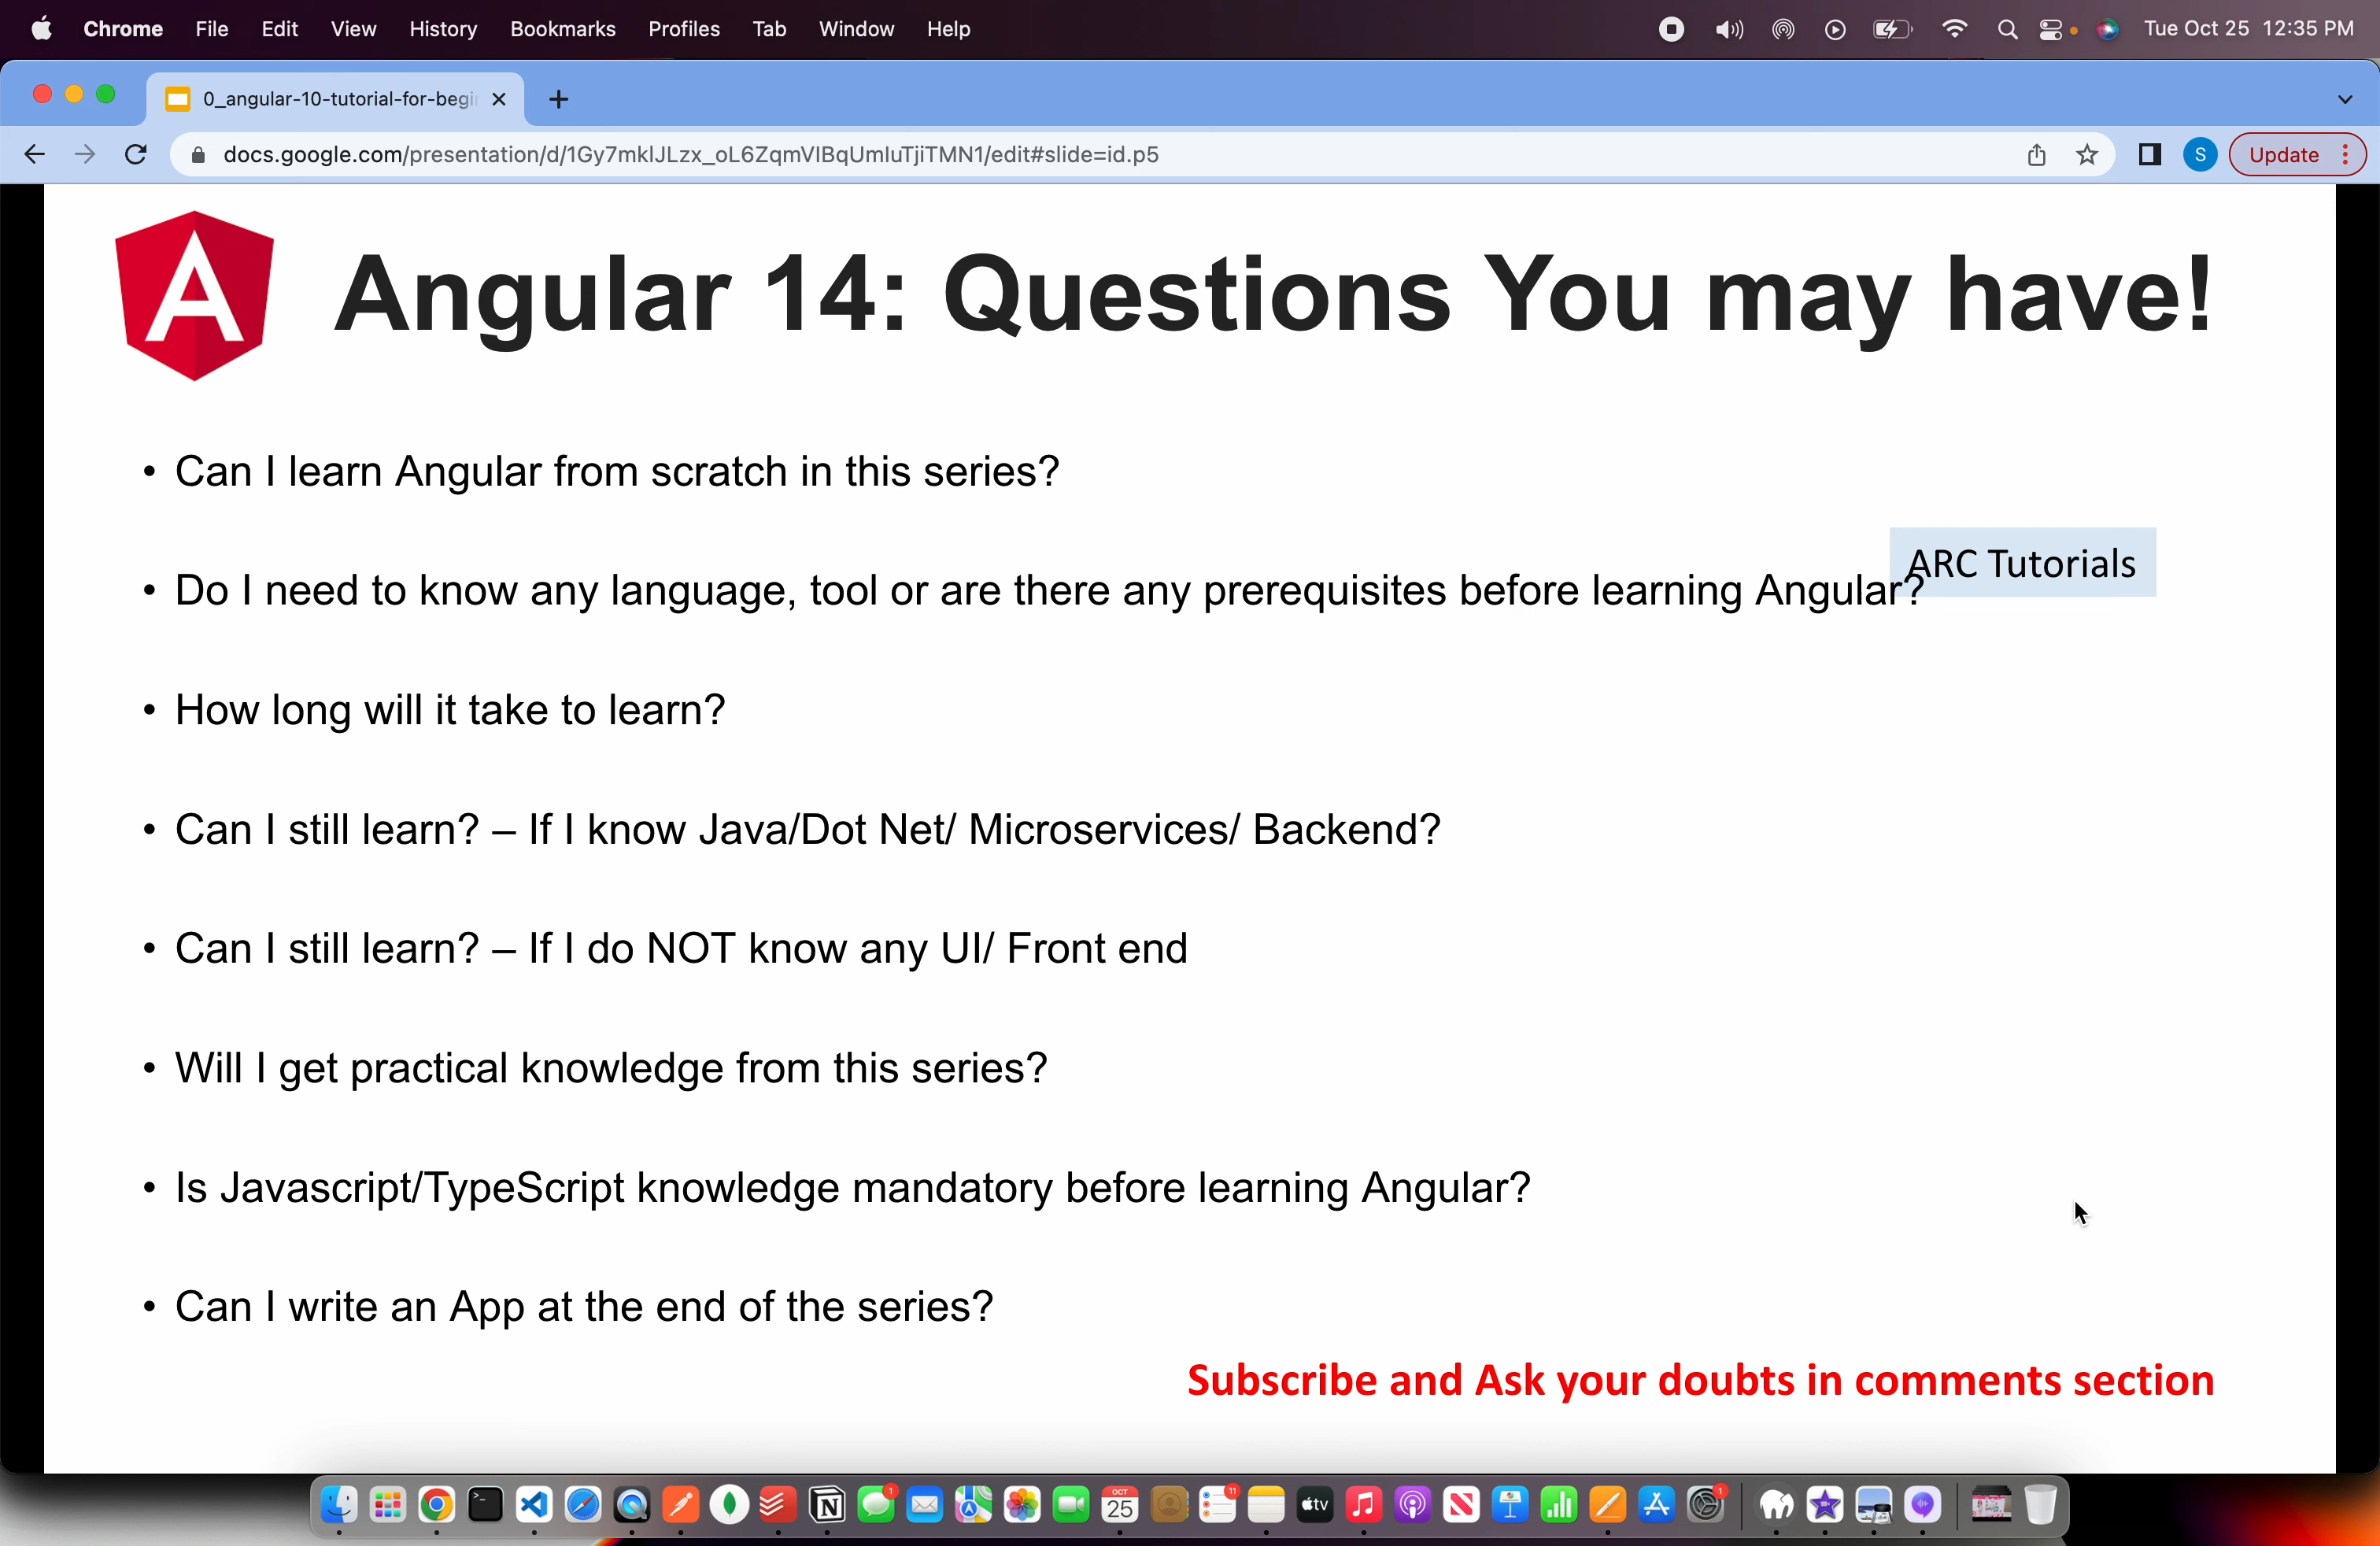 Chrome File Edit View History Bookmarks Profiles Tab Window Help Tue Oct 25 12:35 PM
0_angular-10-tutorial-for-begi
docs.google.com/presentation/d/1Gy7mklJLzx_oL6ZqmVIBqUmIuTjiTMN1/edit#slide=id.p5 S Update
Angular 14: Questions You may have!
• Can I learn Angular from scratch in this series?
ARC Tutorials
• Do I need to know any language, tool or are there any prerequisites before learning Angular?
• How long will it take to learn?
• Can I still learn? – If I know Java/Dot Net/ Microservices/ Backend?
• Can I still learn? – If I do NOT know any UI/ Front end
• Will I get practical knowledge from this series?
• Is Javascript/TypeScript knowledge mandatory before learning Angular?
• Can I write an App at the end of the series?
Subscribe and Ask your doubts in comments section
1 OCT 25 11 tv 1